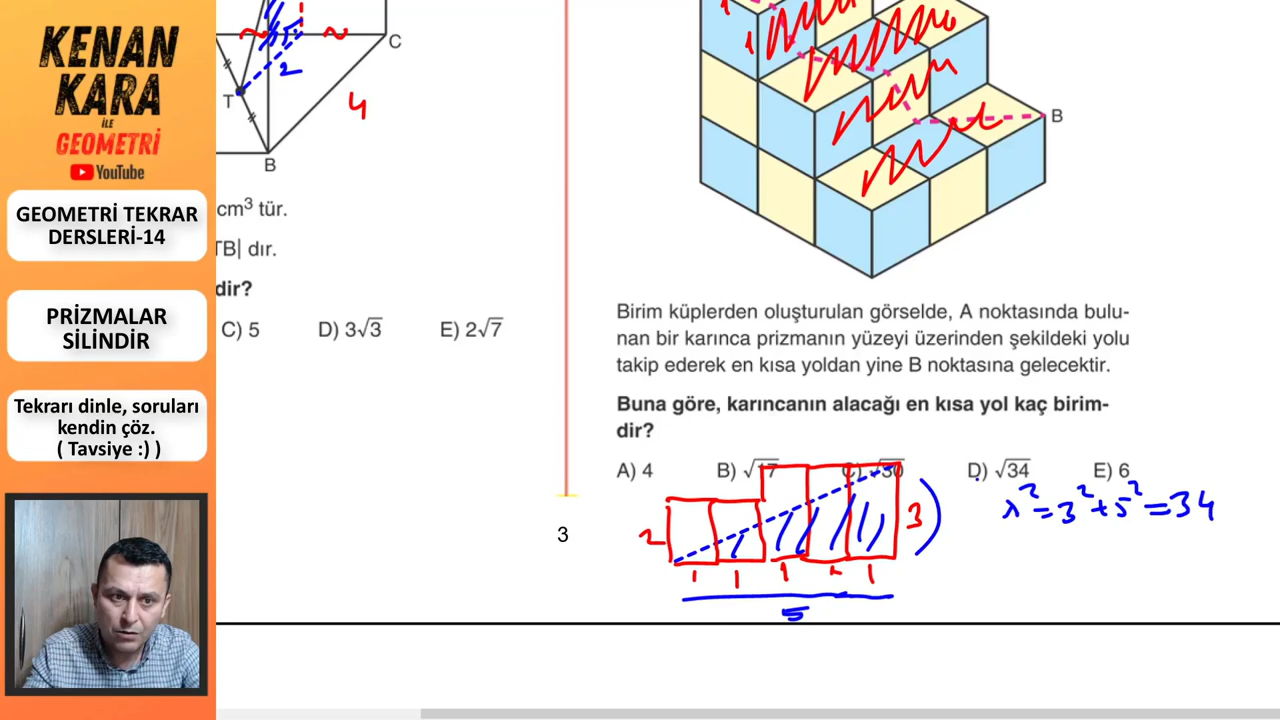 KENAN
KARA
İLE
GEOMETRİ
YouTube
GEOMETRİ TEKRAR
DERSLERİ-14
PRİZMALAR
SİLİNDİR
Tekrarı dinle, soruları
kendin çöz.
( Tavsiye :) )
C
2
T
4
B
cm³ tür.
TB| dır.
dir?
C) 5 D) 3√3 E) 2√7
3
1
1
B
Birim küplerden oluşturulan görselde, A noktasında bulu-
nan bir karınca prizmanın yüzeyi üzerinden şekildeki yolu
takip ederek en kısa yoldan yine B noktasına gelecektir.
Buna göre, karıncanın alacağı en kısa yol kaç birim-
dir?
A) 4 B) √17 C) √30 D) √34 E) 6
2 3 x² = 3² + 5² = 34
1 1 1 1
5